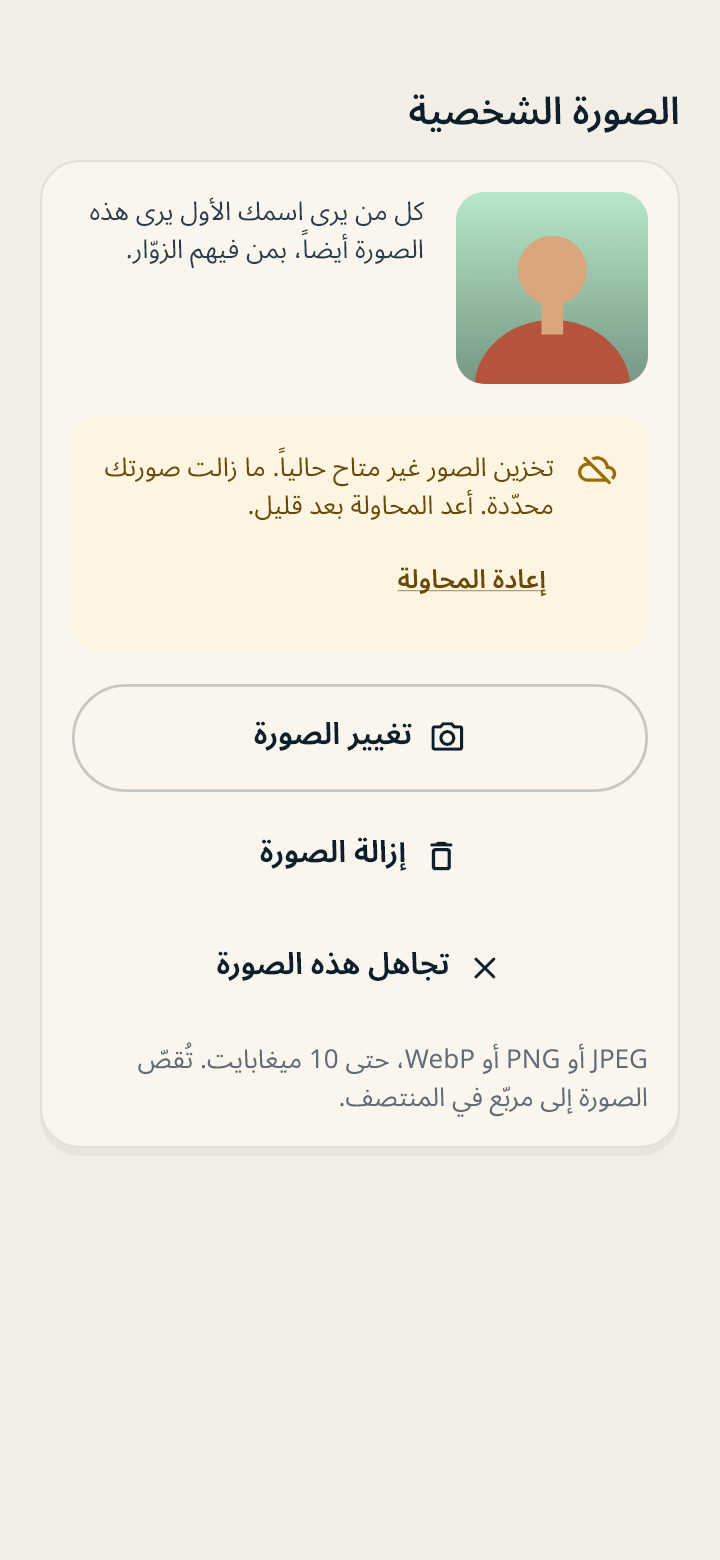 الصورة الشخصية
كل من يرى اسمك الأول يرى هذه
الصورة أيضاً، بمن فيهم الزوّار.
تخزين الصور غير متاح حالياً. ما زالت صورتك
محدّدة. أعد المحاولة بعد قليل.
إعادة المحاولة
تغيير الصورة
إزالة الصورة
تجاهل هذه الصورة
JPEG أو PNG أو WebP، حتى 10 ميغابايت. تُقصّ
الصورة إلى مربّع في المنتصف.